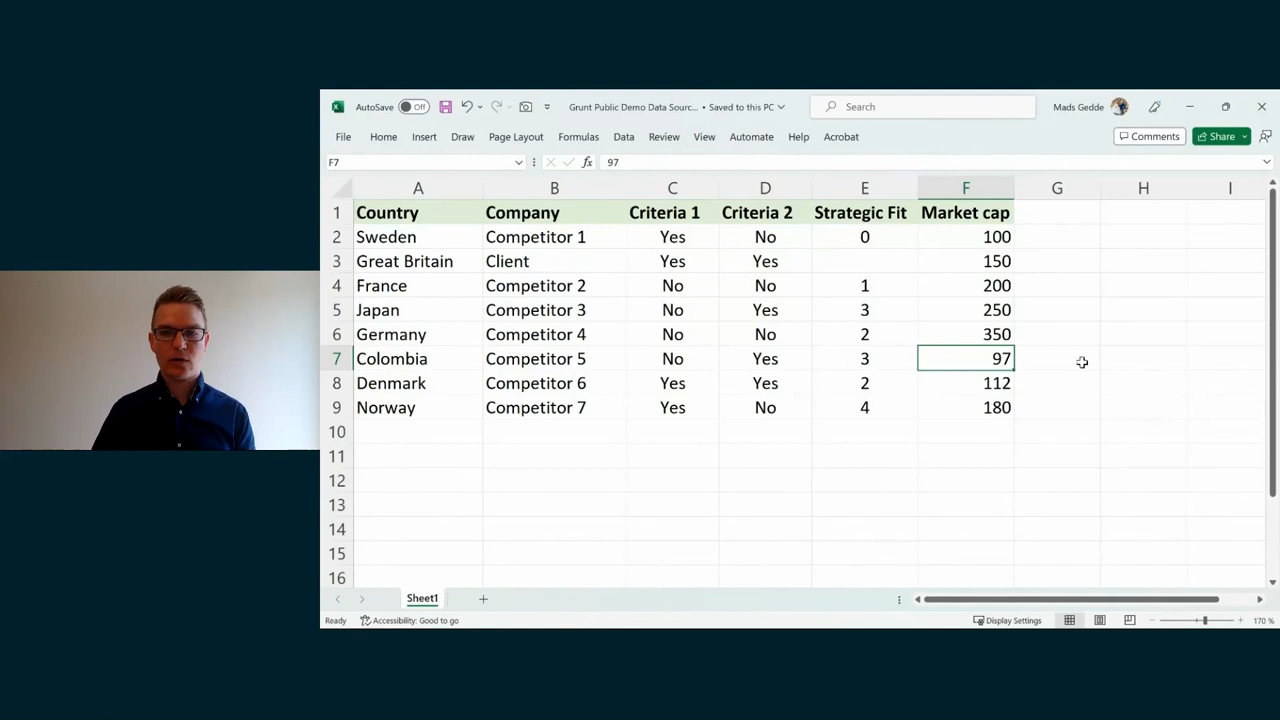 AutoSave Off Grunt Public Demo Data Sourc... • Saved to this PC Search Mads Gedde
File Home Insert Draw Page Layout Formulas Data Review View Automate Help Acrobat Comments Share
F7 fx 97
A B C D E F G H I
1 Country Company Criteria 1 Criteria 2 Strategic Fit Market cap
2 Sweden Competitor 1 Yes No 0 100
3 Great Britain Client Yes Yes 150
4 France Competitor 2 No No 1 200
5 Japan Competitor 3 No Yes 3 250
6 Germany Competitor 4 No No 2 350
7 Colombia Competitor 5 No Yes 3 97
8 Denmark Competitor 6 Yes Yes 2 112
9 Norway Competitor 7 Yes No 4 180
10
11
12
13
14
15
16
Sheet1
Ready Accessibility: Good to go Display Settings 170 %